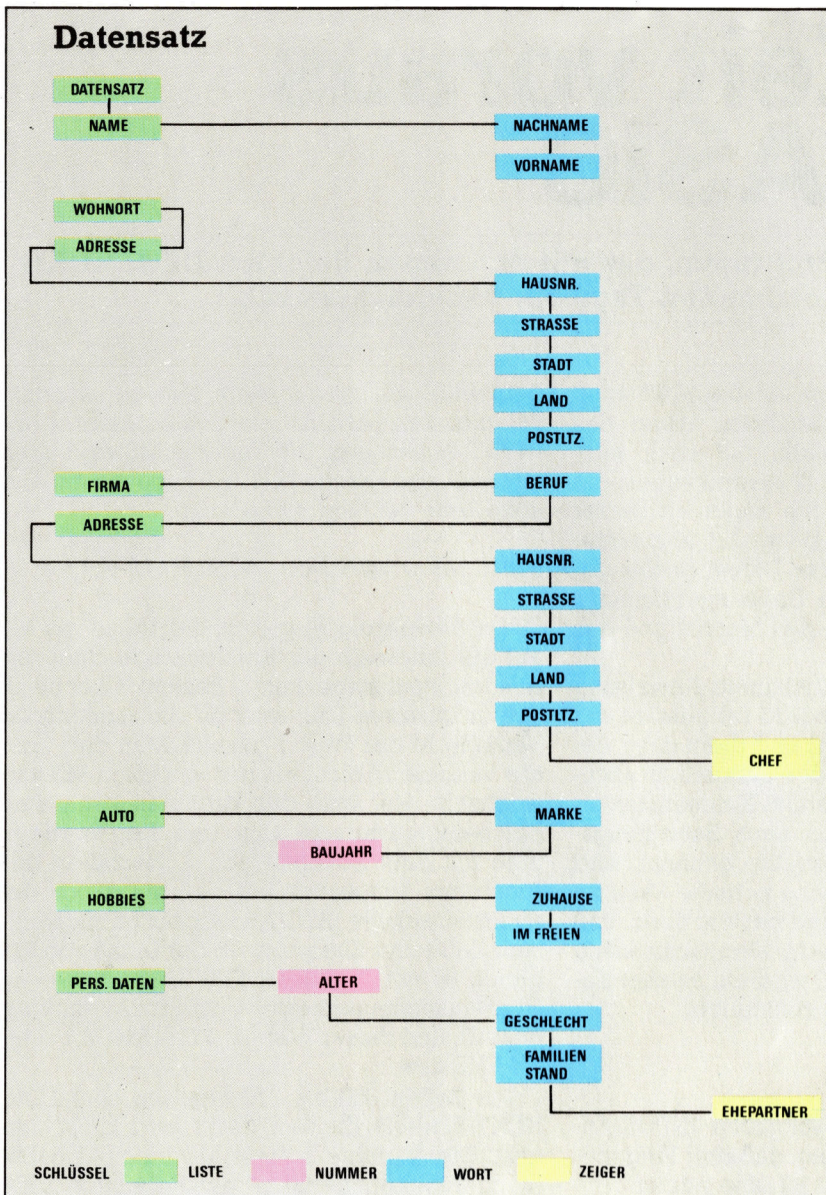 Datensatz
DATENSATZ
NAME NACHNAME
VORNAME
WOHNORT
ADRESSE
HAUSNR.
STRASSE
STADT
LAND
POSTLTZ.
FIRMA BERUF
ADRESSE
HAUSNR.
STRASSE
STADT
LAND
POSTLTZ.
CHEF
AUTO MARKE
BAUJAHR
HOBBIES ZUHAUSE
IM FREIEN
PERS. DATEN ALTER
GESCHLECHT
FAMILIEN
STAND
EHEPARTNER
SCHLÜSSEL LISTE NUMMER WORT ZEIGER